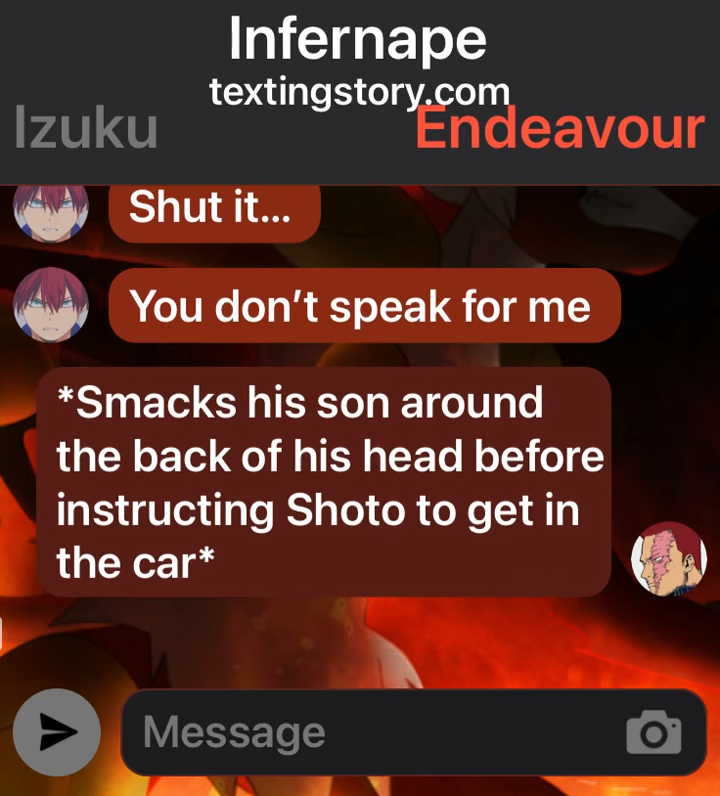 Infernape
textingstory.com
Izuku
Endeavour
Shut it...
You don’t speak for me
*Smacks his son around
the back of his head before
instructing Shoto to get in
the car*
Message